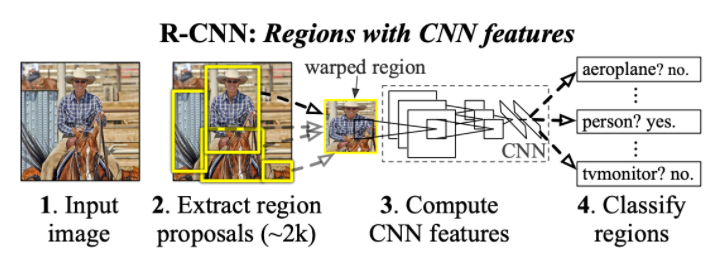 R-CNN: Regions with CNN features
warped region
aeroplane? no.
⋮
person? yes.
⋮
tvmonitor? no.
CNN
1. Input
image
2. Extract region
proposals (~2k)
3. Compute
CNN features
4. Classify
regions